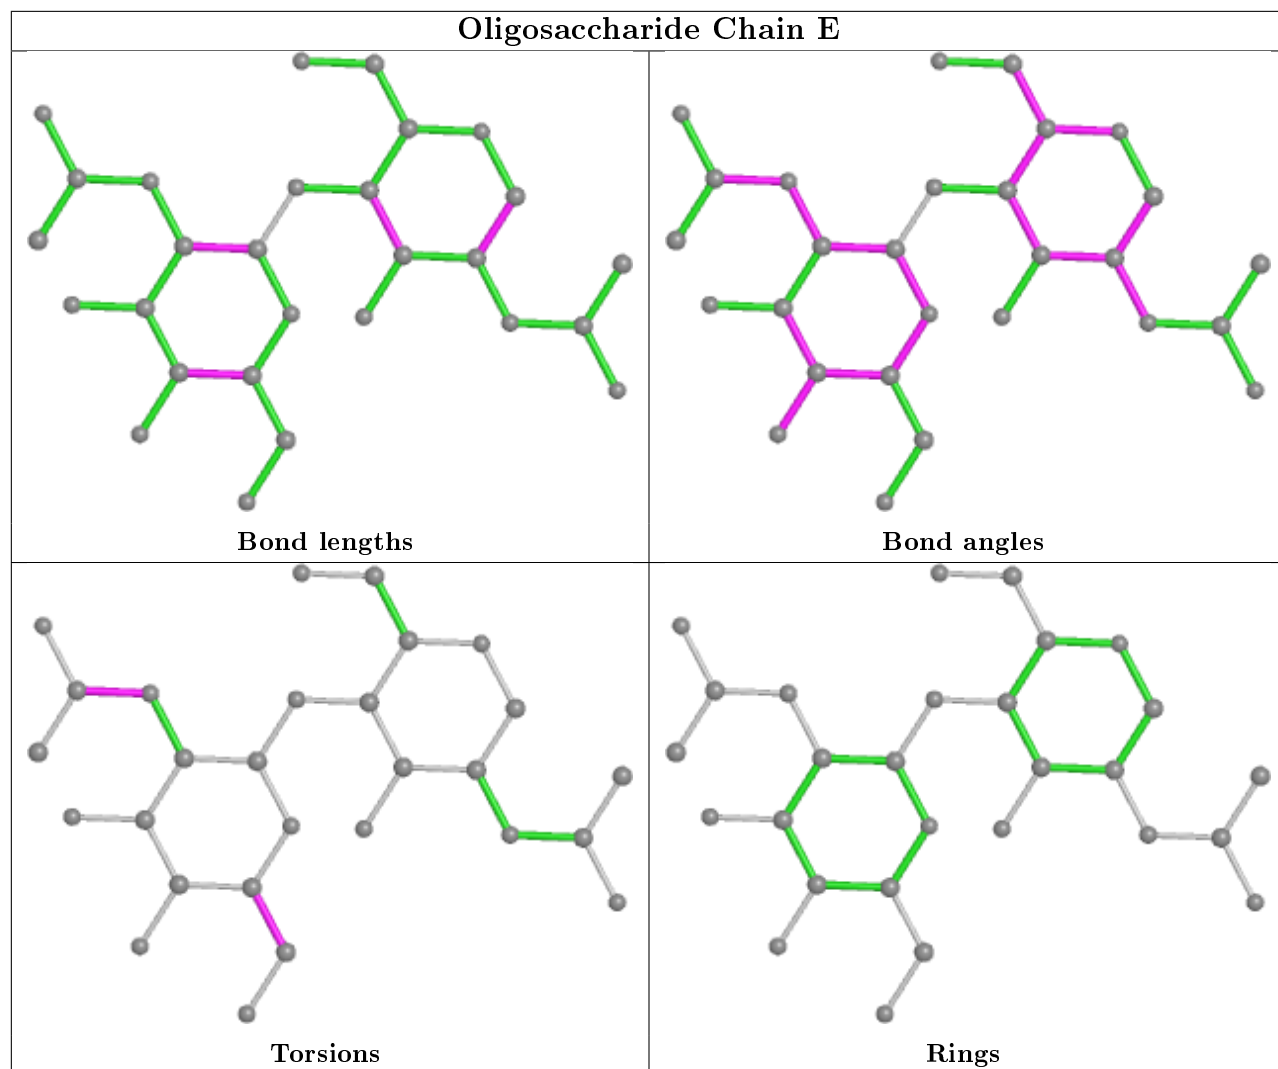 Oligosaccharide Chain E
Bond lengths
Bond angles
Torsions
Rings